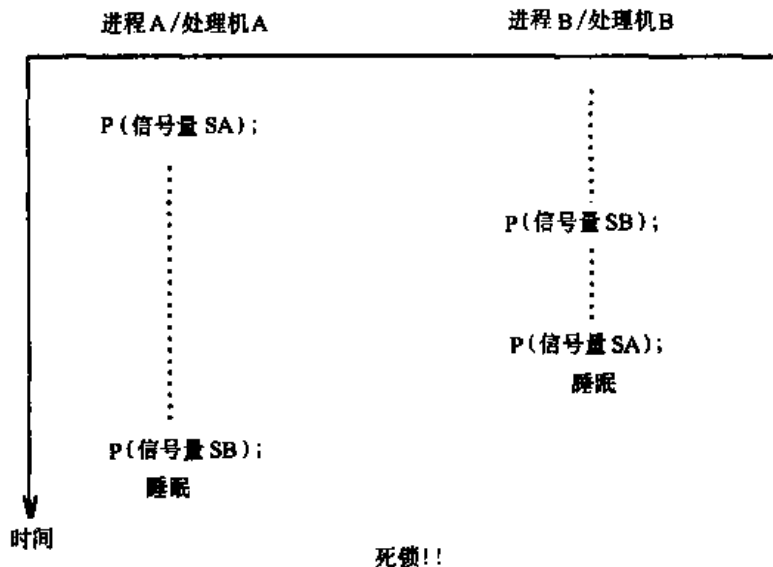 进程A/处理机A
进程B/处理机B
P(信号量SA);
P(信号量SB);
P(信号量SA);
睡眠
P(信号量SB);
睡眠
时间
死锁!!